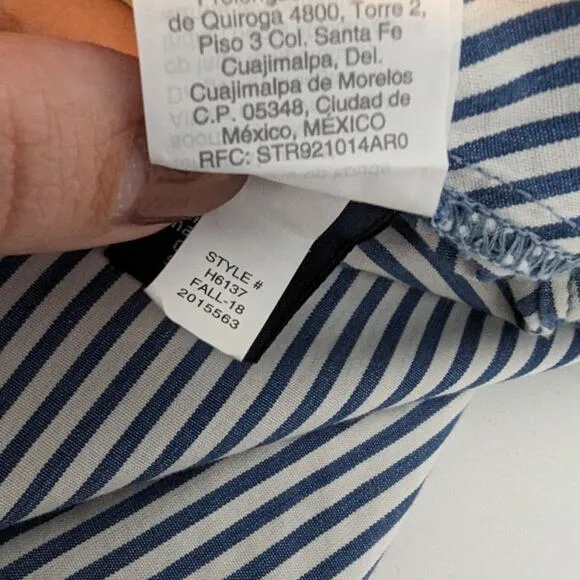 de Quiroga 4800, Torre 2,
Piso 3 Col. Santa Fe
Cuajimalpa, Del.
Cuajimalpa de Morelos
C.P. 05348, Ciudad de
México, MÉXICO
RFC: STR921014AR0
STYLE #
H6137
FALL-18
2015563